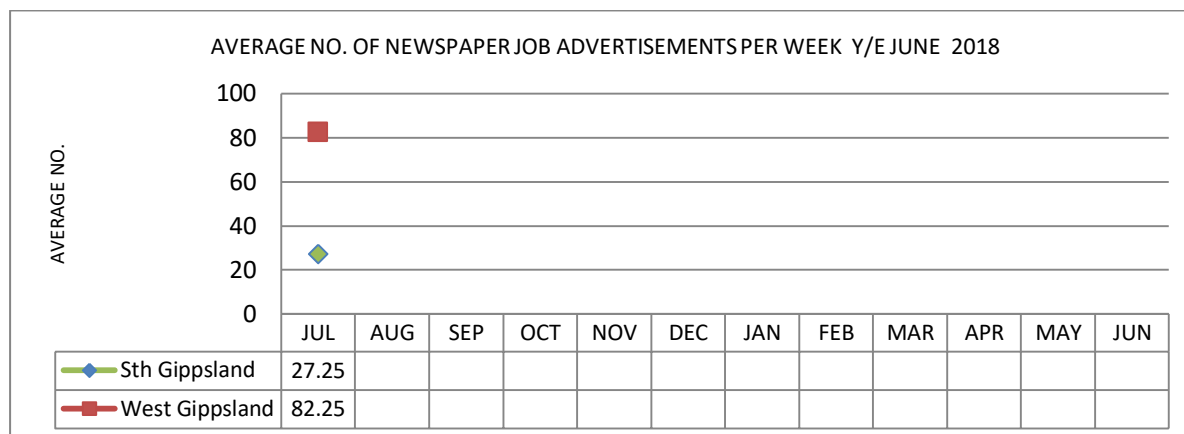 AVERAGE NO. OF NEWSPAPER JOB ADVERTISEMENTS PER WEEK Y/E JUNE 2018
AVERAGE NO.
100
80
60
40
20
0
JUL AUG SEP OCT NOV DEC JAN FEB MAR APR MAY JUN
Sth Gippsland 27.25
West Gippsland 82.25